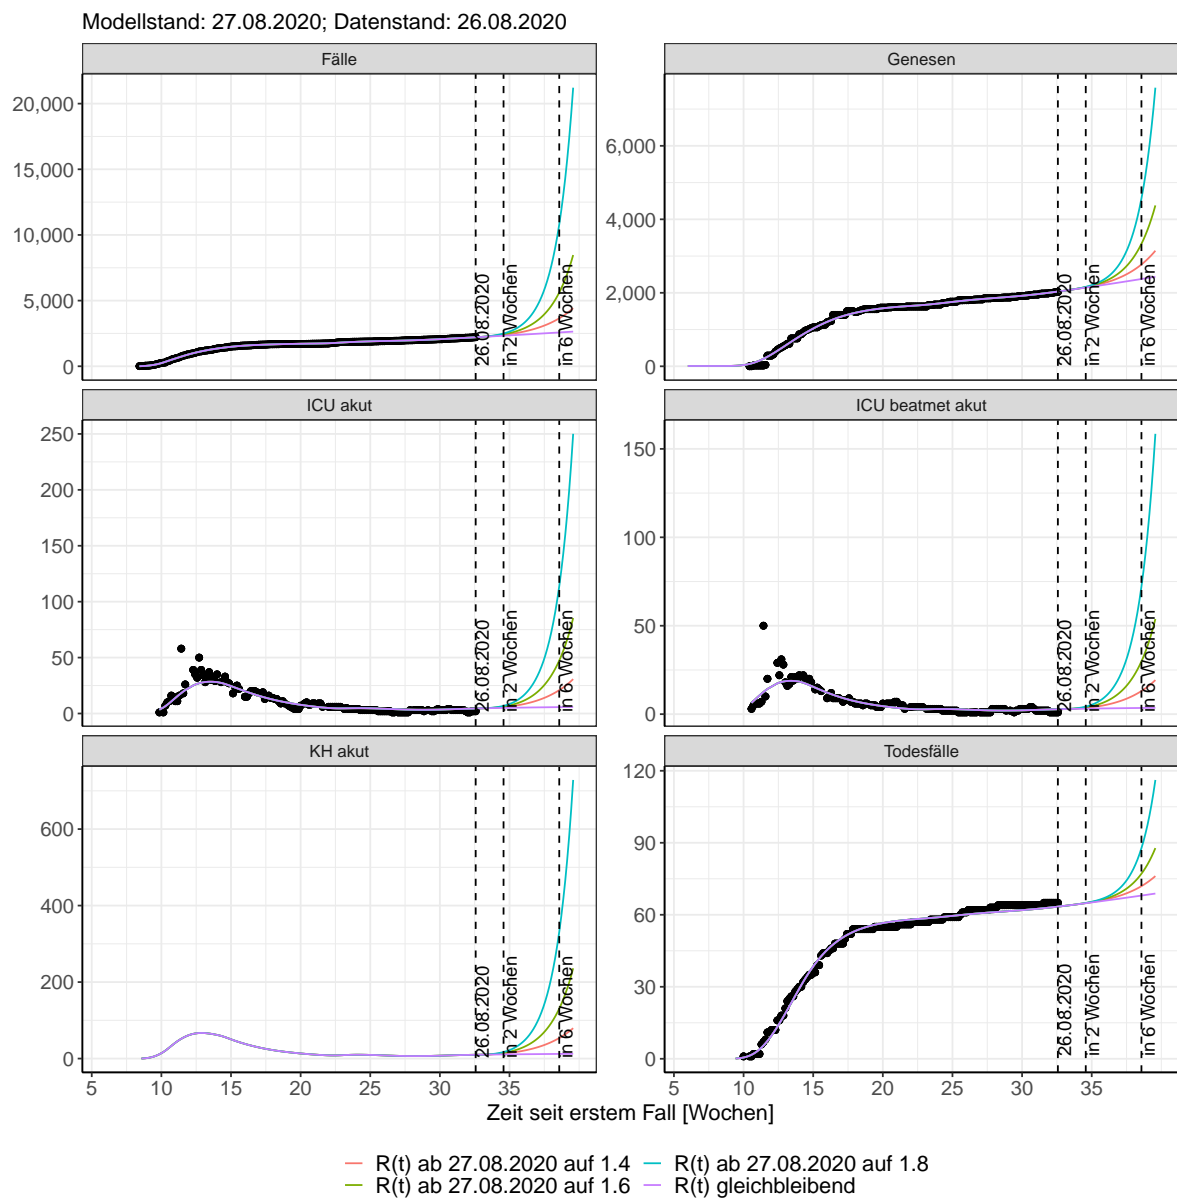 Modellstand: 27.08.2020; Datenstand: 26.08.2020
Fälle
Genesen
20,000
15,000
10,000
5,000
0
26.08.2020
in 2 Wochen
in 6 Wochen
6,000
4,000
2,000
0
26.08.2020
in 2 Wochen
in 6 Wochen
ICU akut
ICU beatmet akut
250
200
150
100
50
0
26.08.2020
in 2 Wochen
in 6 Wochen
150
100
50
0
26.08.2020
in 2 Wochen
in 6 Wochen
KH akut
Todesfälle
600
400
200
0
26.08.2020
in 2 Wochen
in 6 Wochen
120
90
60
30
0
26.08.2020
in 2 Wochen
in 6 Wochen
5 10 15 20 25 30 35
5 10 15 20 25 30 35
Zeit seit erstem Fall [Wochen]
R(t) ab 27.08.2020 auf 1.4
R(t) ab 27.08.2020 auf 1.8
R(t) ab 27.08.2020 auf 1.6
R(t) gleichbleibend